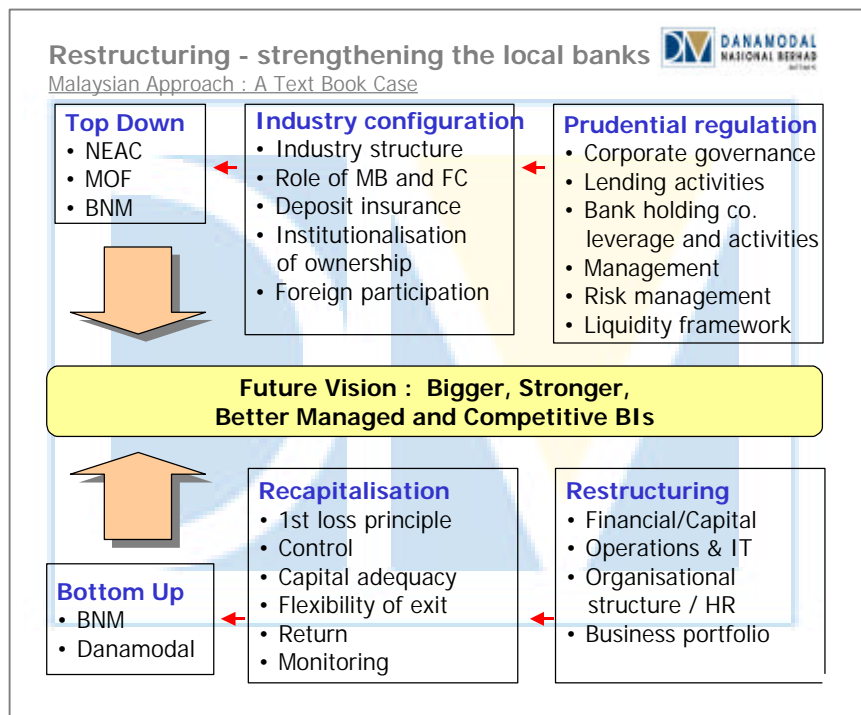 Restructuring - strengthening the local banks
DANAMODAL
NASIONAL BERHAD
Malaysian Approach : A Text Book Case
Top Down
• NEAC
• MOF
• BNM
Industry configuration
• Industry structure
• Role of MB and FC
• Deposit insurance
• Institutionalisation
of ownership
• Foreign participation
Prudential regulation
• Corporate governance
• Lending activities
• Bank holding co.
leverage and activities
• Management
• Risk management
• Liquidity framework
Future Vision : Bigger, Stronger,
Better Managed and Competitive BIs
Bottom Up
• BNM
• Danamodal
Recapitalisation
• 1st loss principle
• Control
• Capital adequacy
• Flexibility of exit
• Return
• Monitoring
Restructuring
• Financial/Capital
• Operations & IT
• Organisational
structure / HR
• Business portfolio